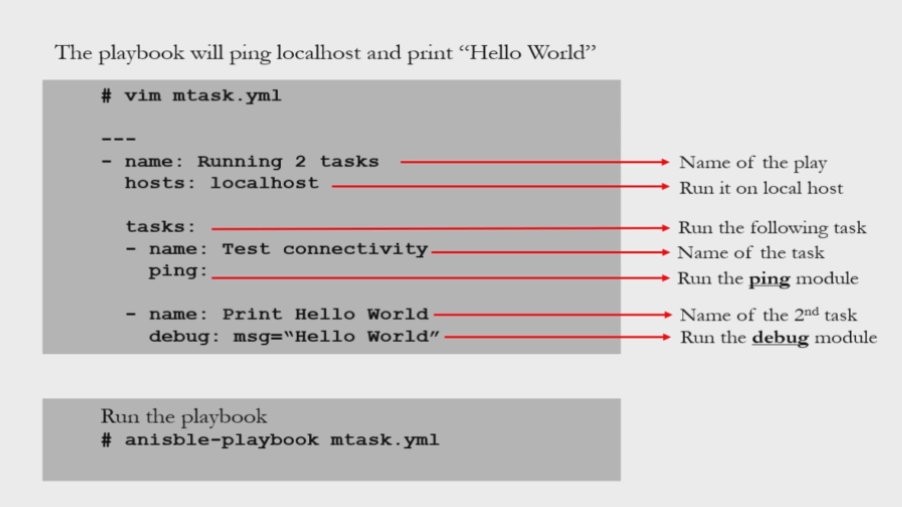 The playbook will ping localhost and print “Hello World”
# vim mtask.yml
---
- name: Running 2 tasks
Name of the play
hosts: localhost
Run it on local host
tasks:
Run the following task
- name: Test connectivity
Name of the task
ping:
Run the ping module
- name: Print Hello World
Name of the 2nd task
debug: msg=“Hello World”
Run the debug module
Run the playbook
# anisble-playbook mtask.yml